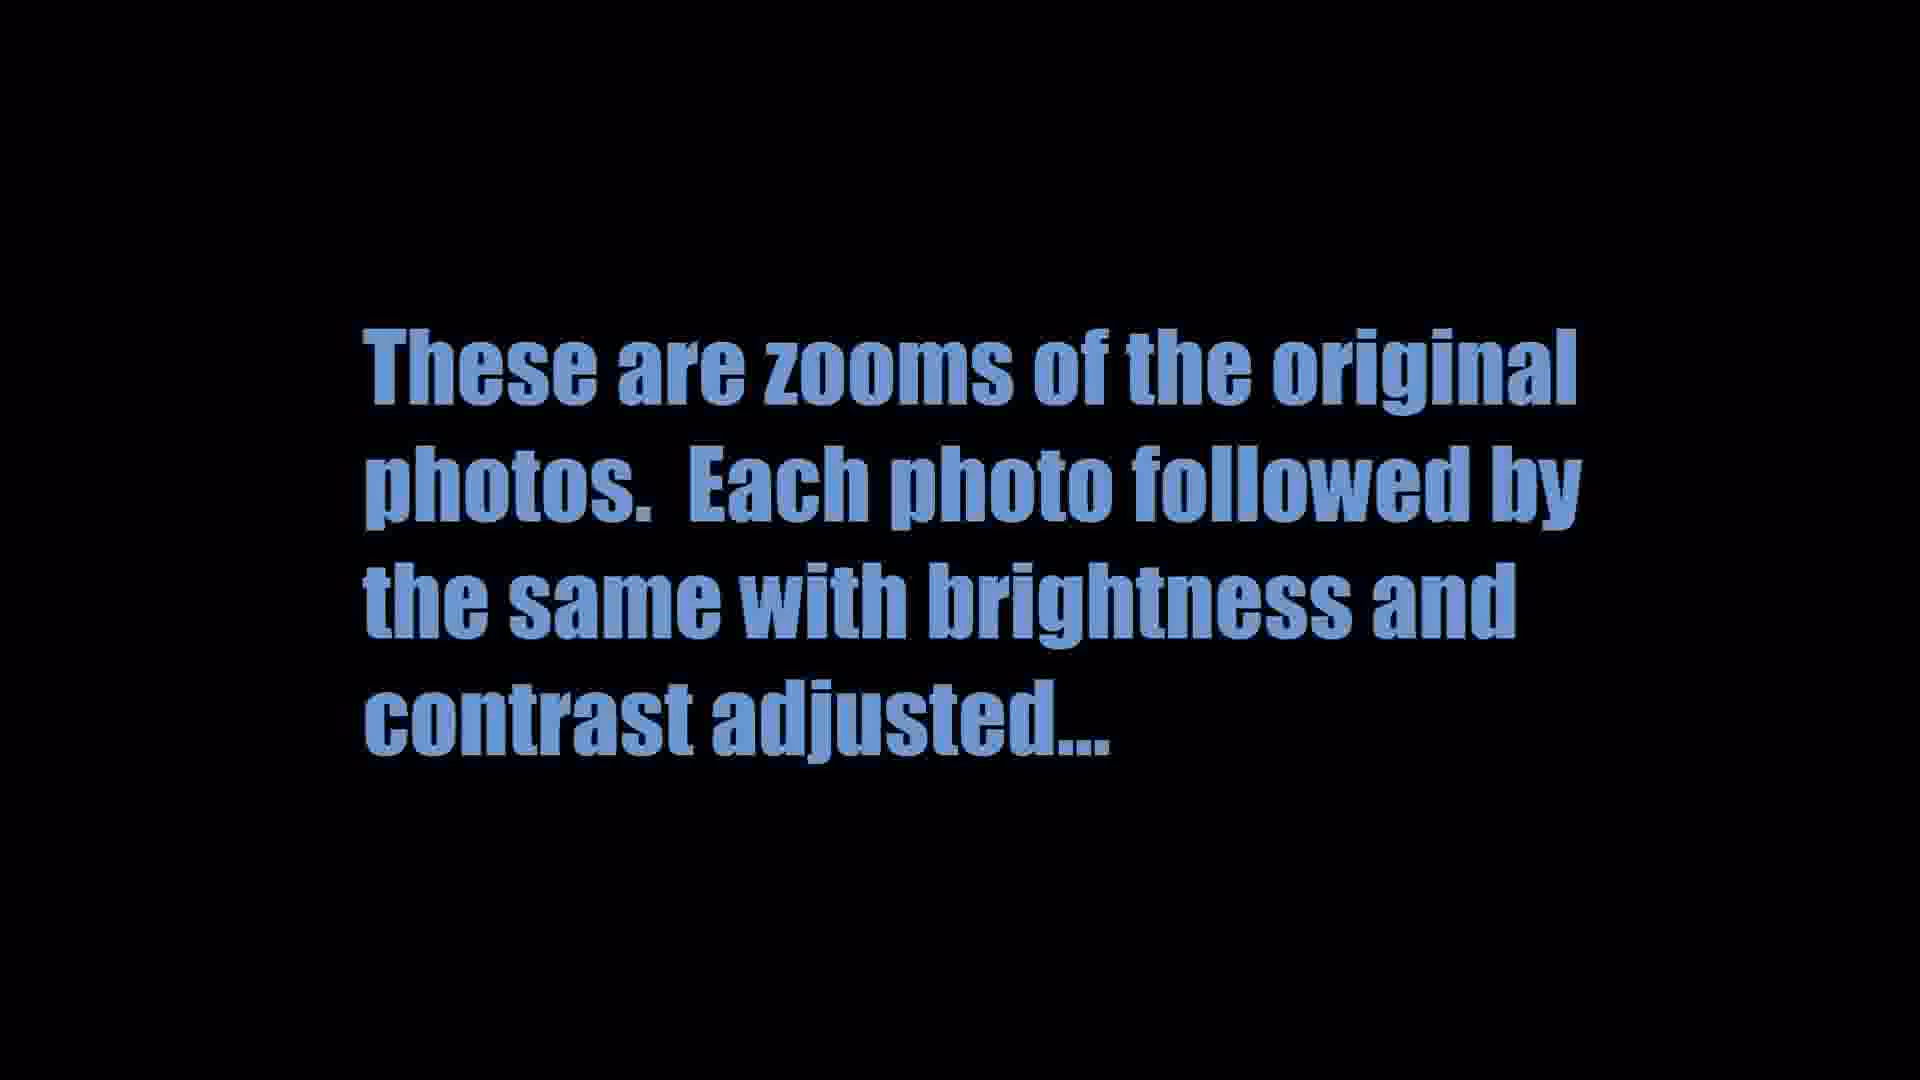 These are zooms of the original
photos.  Each photo followed by
the same with brightness and
contrast adjusted...